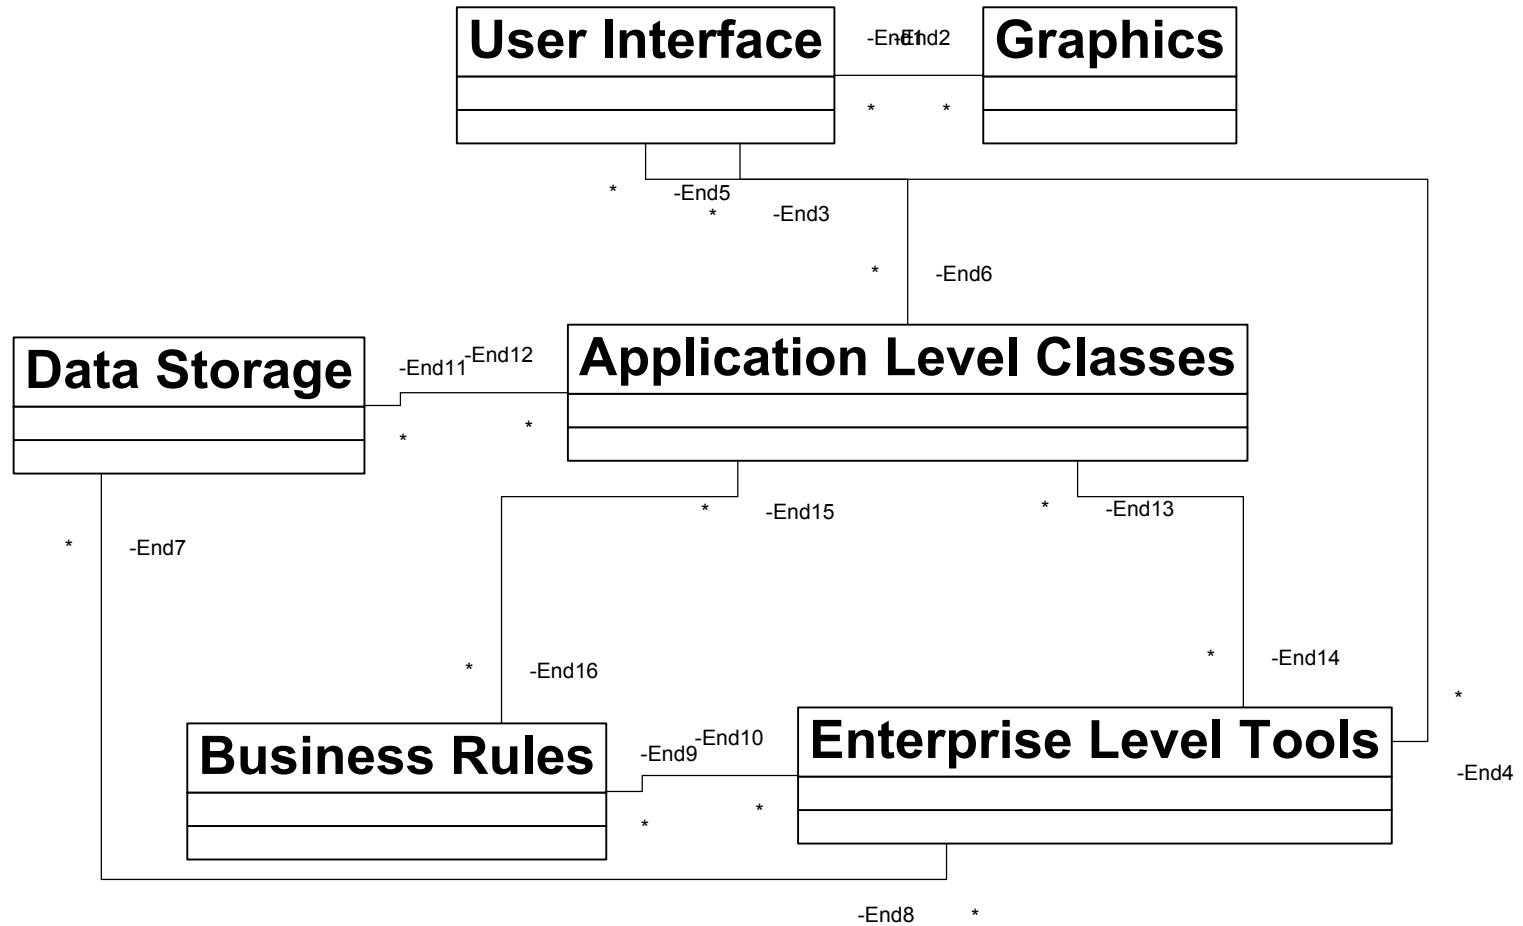 User Interface
-End1
-End2
Graphics
*
*
*
-End5
*
-End3
*
-End6
Data Storage
-End11
-End12
Application Level Classes
*
*
*
-End15
*
-End13
*
-End7
*
-End16
*
-End14
Business Rules
-End9
-End10
Enterprise Level Tools
*
-End4
*
*
-End8
*